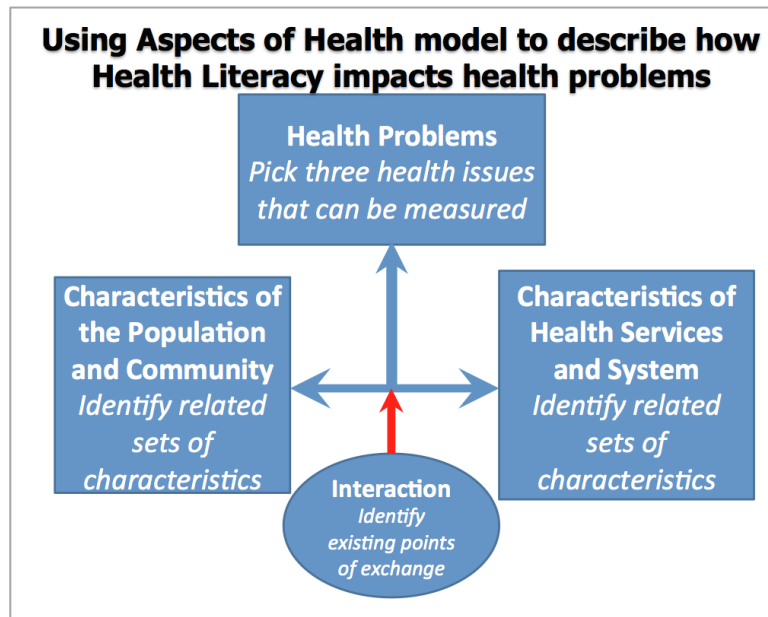 Using Aspects of Health model to describe how
Health Literacy impacts health problems
Health Problems
Pick three health issues
that can be measured
Characteristics of
the Population
and Community
Identify related
sets of
characteristics
Characteristics of
Health Services
and System
Identify related
sets of
characteristics
Interaction
Identify
existing points
of exchange